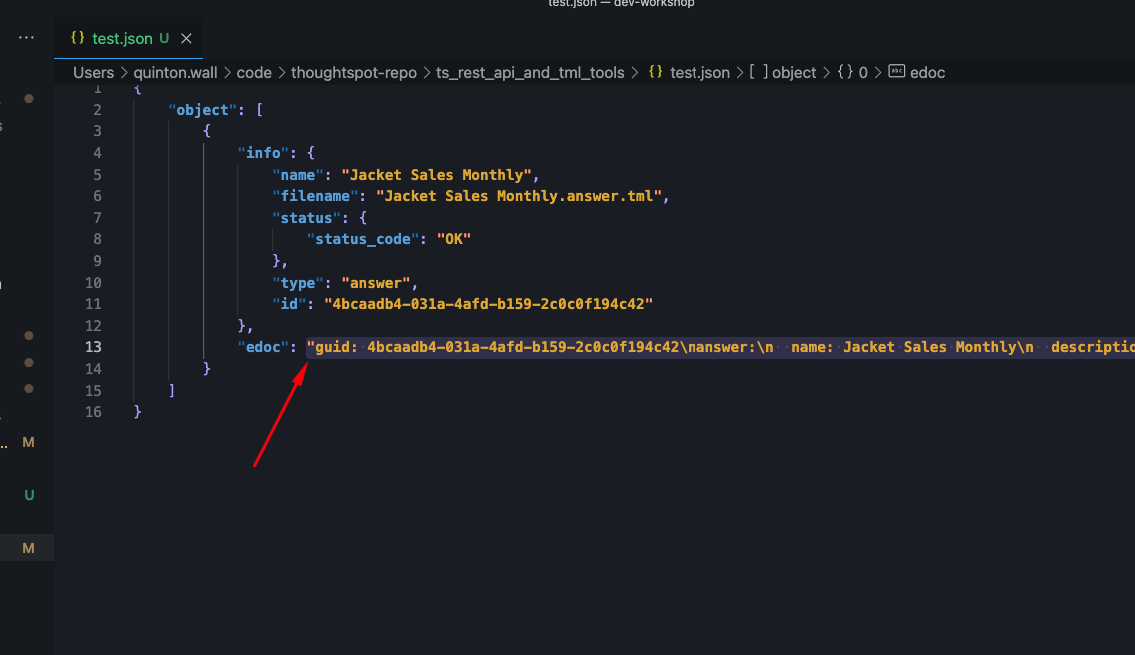 test.json — dev-workshop
...
{} test.json U ×
Users > quinton.wall > code > thoughtspot-repo > ts_rest_api_and_tml_tools > {} test.json > [ ] object > {} 0 > abc edoc
1 {
2 "object": [
3 {
4 "info": {
5 "name": "Jacket Sales Monthly",
6 "filename": "Jacket Sales Monthly.answer.tml",
7 "status": {
8 "status_code": "OK"
9 },
10 "type": "answer",
11 "id": "4bcaadb4-031a-4afd-b159-2c0c0f194c42"
12 },
13 "edoc": "guid: 4bcaadb4-031a-4afd-b159-2c0c0f194c42\nanswer:\n  name: Jacket Sales Monthly\n  descriptio
14 }
15 ]
16 }
M
U
M